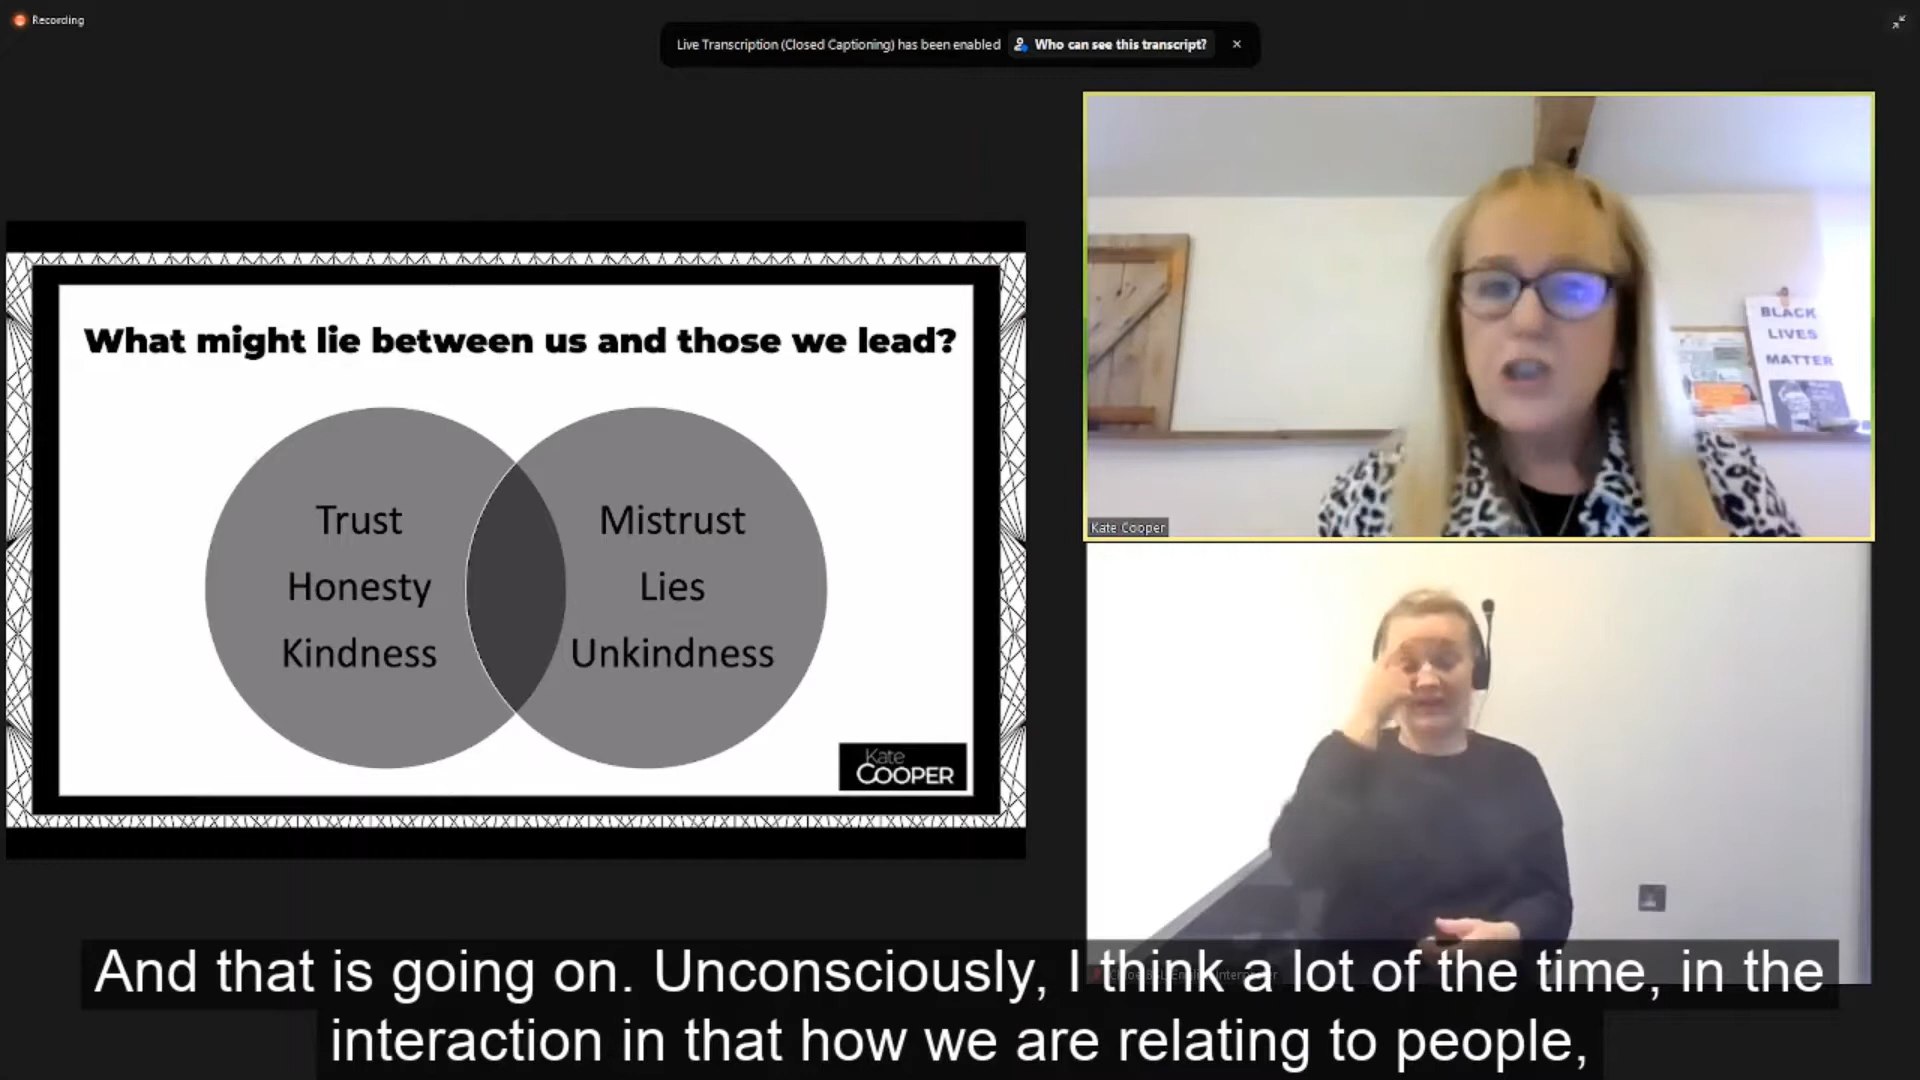 Recording
Live Transcription (Closed Captioning) has been enabled
Who can see this transcript?
What might lie between us and those we lead?
Trust
Honesty
Kindness
Mistrust
Lies
Unkindness
Kate
COOPER
BLACK
LIVES
MATTER
Kate Cooper
And that is going on. Unconsciously, I think a lot of the time, in the
interaction in that how we are relating to people,